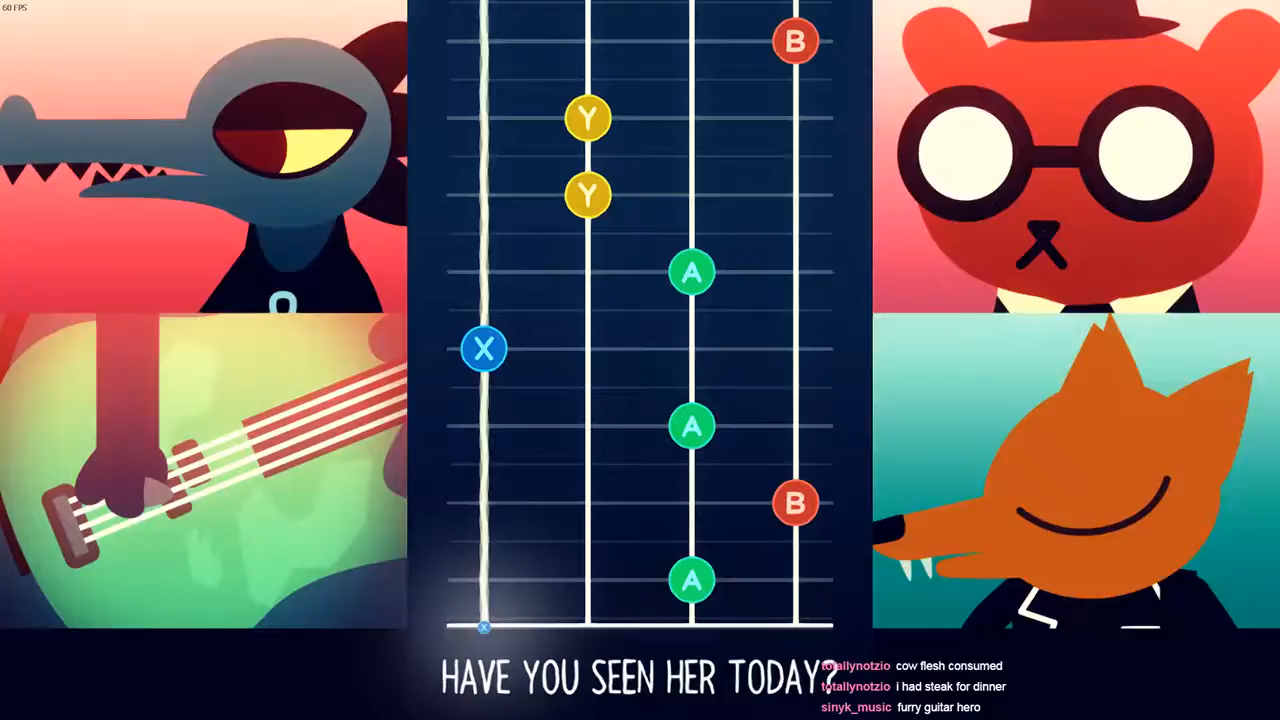 60 FPS
B
Y
Y
A
X
A
B
A
X
HAVE YOU SEEN HER TODAY?
totallynotzio cow flesh consumed
totallynotzio i had steak for dinner
sinyk_music furry guitar hero